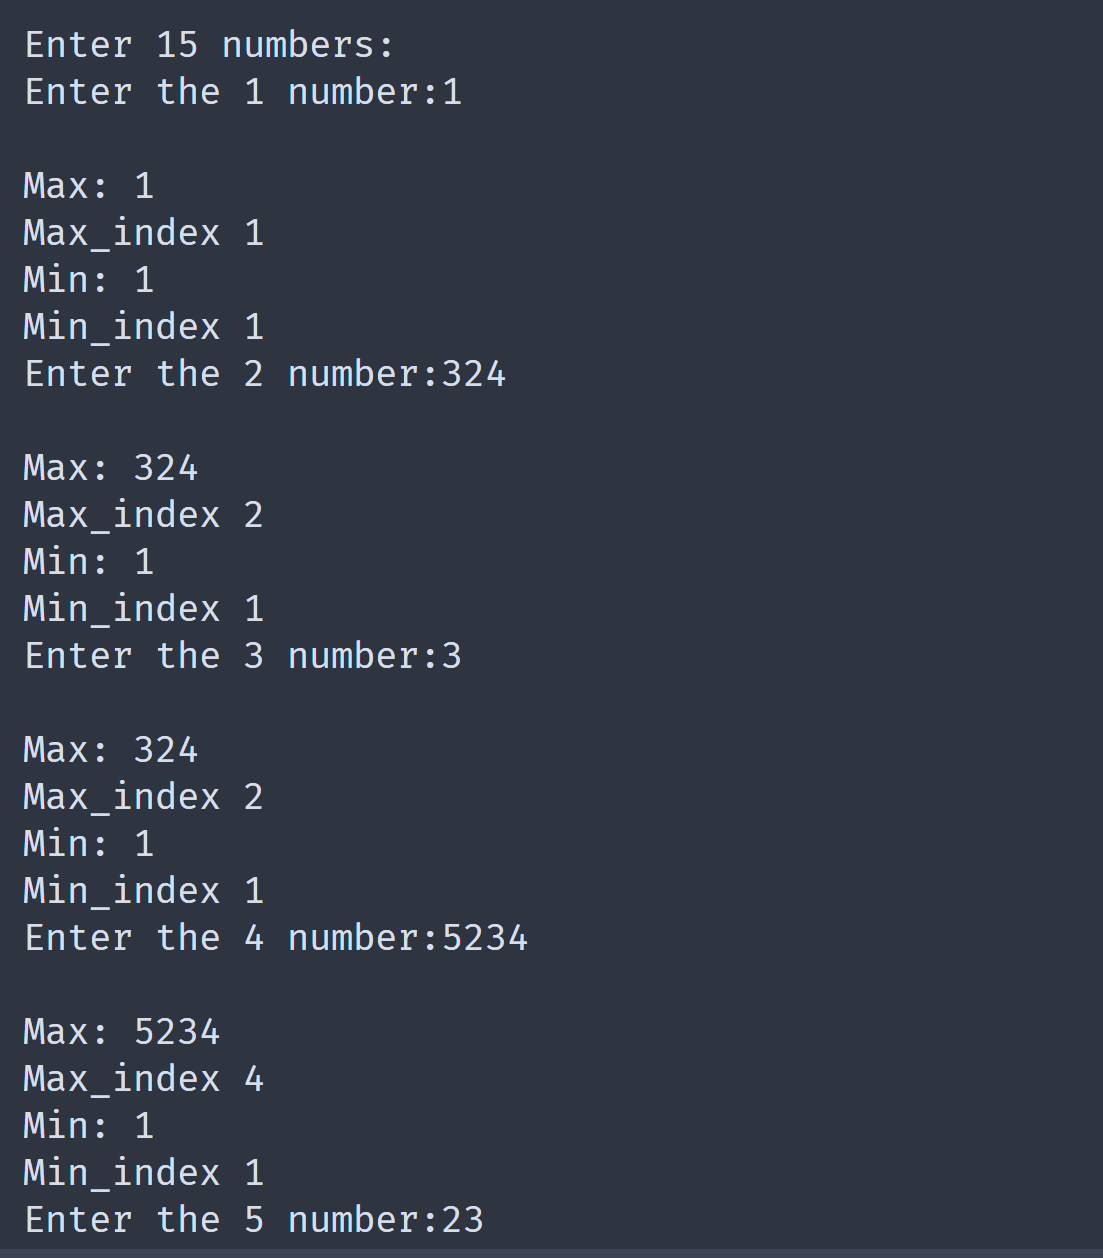 Enter 15 numbers:
Enter the 1 number:1
Max: 1
Max_index 1
Min: 1
Min_index 1
Enter the 2 number:324
Max: 324
Max_index 2
Min: 1
Min_index 1
Enter the 3 number:3
Max: 324
Max_index 2
Min: 1
Min_index 1
Enter the 4 number:5234
Max: 5234
Max_index 4
Min: 1
Min_index 1
Enter the 5 number:23